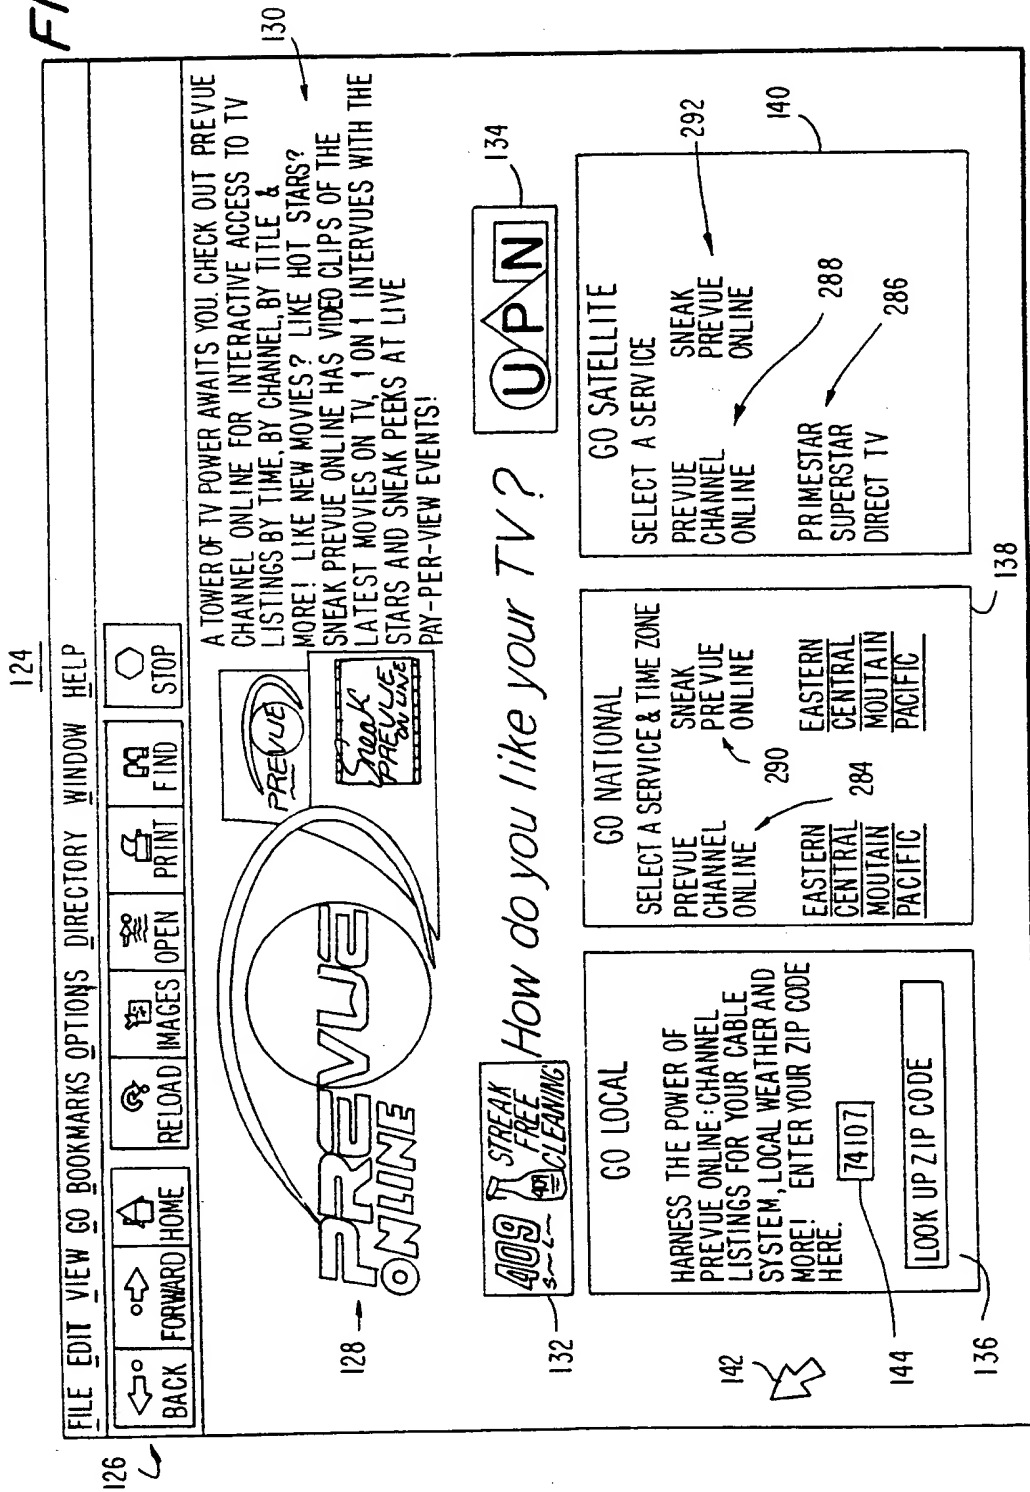 FI
124
FILE EDIT VIEW GO BOOKMARKS OPTIONS DIRECTORY WINDOW HELP
126
BACK FORWARD HOME RELOAD IMAGES OPEN PRINT FIND STOP
128
PREVUE
ONLINE
PREVUE
Sneak
PREVUE
ON LINE
A TOWER OF TV POWER AWAITS YOU. CHECK OUT PREVUE
CHANNEL ONLINE FOR INTERACTIVE ACCESS TO TV
LISTINGS BY TIME, BY CHANNEL, BY TITLE &
MORE! LIKE NEW MOVIES? LIKE HOT STARS?
SNEAK PREVUE ONLINE HAS VIDEO CLIPS OF THE
LATEST MOVIES ON TV, 1 ON 1 INTERVUES WITH THE
STARS AND SNEAK PEEKS AT LIVE
PAY-PER-VIEW EVENTS!
130
132
409
STREAK
FREE
CLEANING
409
How do you like your TV?
UPN
134
GO LOCAL
HARNESS THE POWER OF
PREVUE ONLINE: CHANNEL
LISTINGS FOR YOUR CABLE
SYSTEM, LOCAL WEATHER AND
MORE! ENTER YOUR ZIP CODE
HERE.
74107
LOOK UP ZIP CODE
142
144
136
GO NATIONAL
SELECT A SERVICE & TIME ZONE
PREVUE
CHANNEL
ONLINE
SNEAK
PREVUE
ONLINE
290
284
EASTERN
CENTRAL
MOUTAIN
PACIFIC
EASTERN
CENTRAL
MOUTAIN
PACIFIC
138
GO SATELLITE
SELECT A SERVICE
PREVUE
CHANNEL
ONLINE
SNEAK
PREVUE
ONLINE
292
288
PRIMESTAR
SUPERSTAR
DIRECT TV
286
140